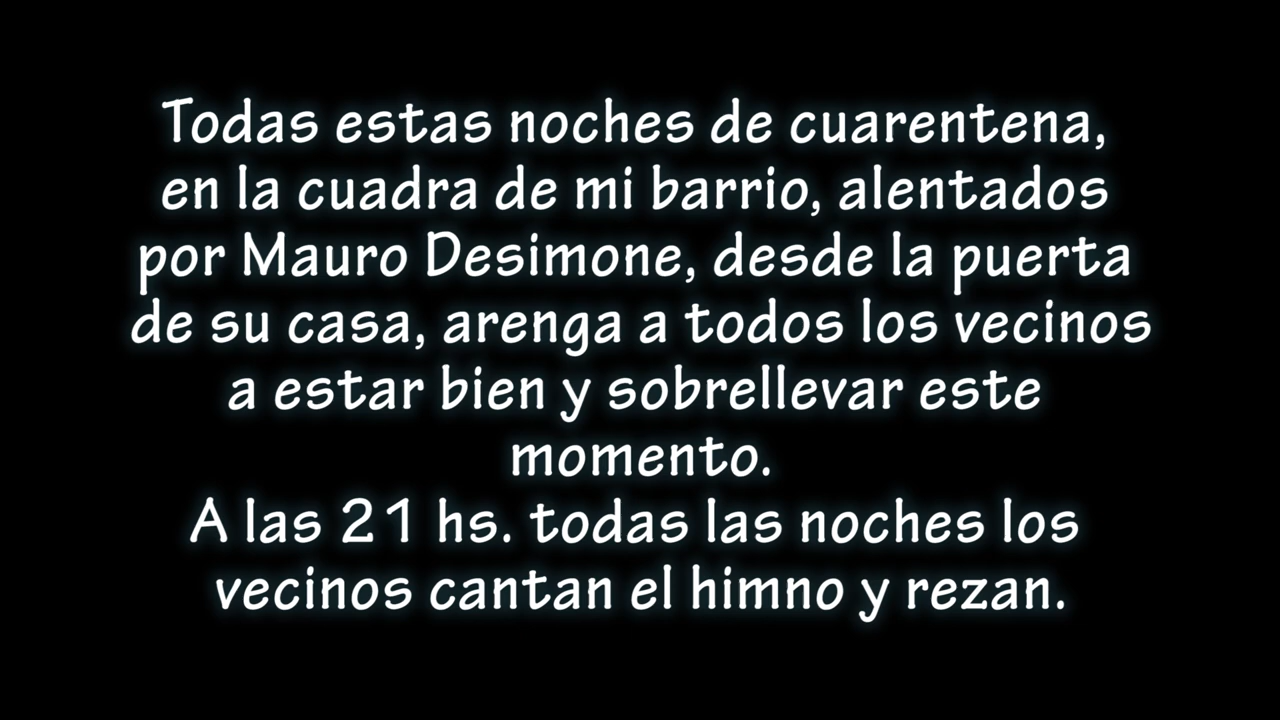 Todas estas noches de cuarentena,
en la cuadra de mi barrio, alentados
por Mauro Desimone, desde la puerta
de su casa, arenga a todos los vecinos
a estar bien y sobrellevar este
momento.
A las 21 hs. todas las noches los
vecinos cantan el himno y rezan.